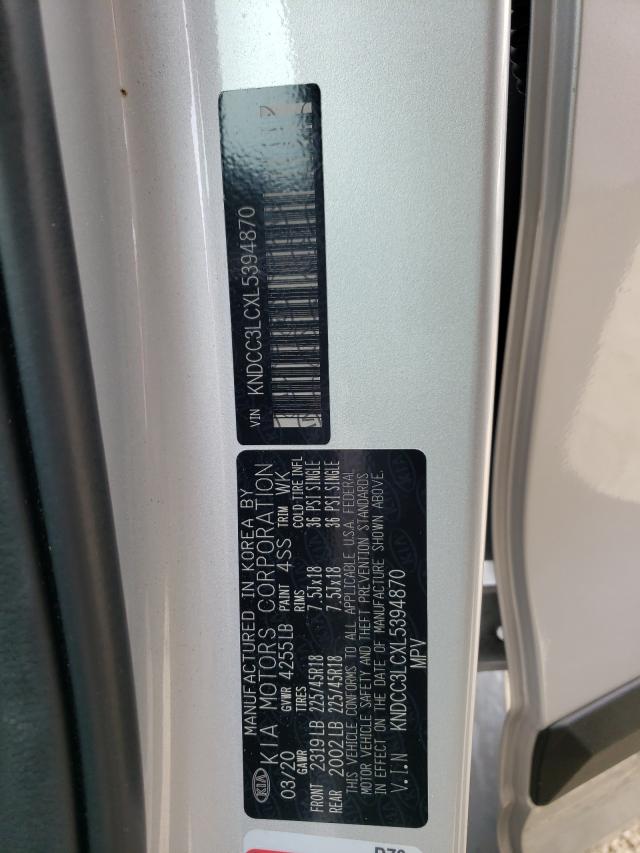 VIN KNDCC3LCXL5394870
MANUFACTURED IN KOREA BY
KIA KIA MOTORS CORPORATION
03/20 GVWR 4255LB PAINT 4SS TRIM WK
GAWR TIRES RIMS COLD-TIRE INFL
FRONT 2319LB 225/45R18 7.5JX18 36 PSI SINGLE
REAR 2002LB 225/45R18 7.5JX18 36 PSI SINGLE
THIS VEHICLE CONFORMS TO ALL APPLICABLE U.S.A. FEDERAL
MOTOR VEHICLE SAFETY AND THEFT PREVENTION STANDARDS
IN EFFECT ON THE DATE OF MANUFACTURE SHOWN ABOVE.
V.I.N KNDCC3LCXL5394870
MPV